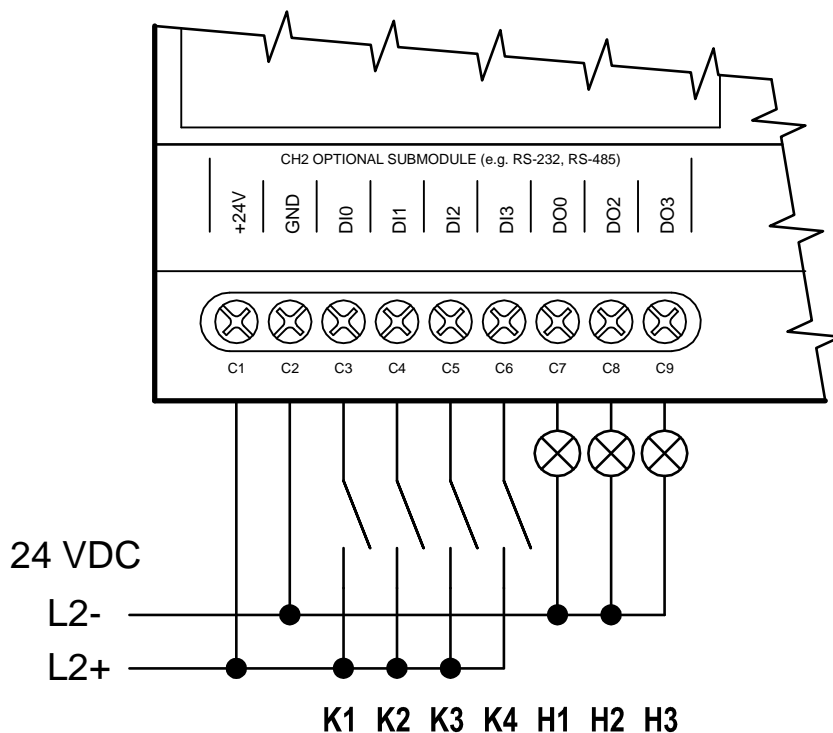 CH2 OPTIONAL SUBMODULE (e.g. RS-232, RS-485)
+24V GND DI0 DI1 DI2 DI3 DO0 DO2 DO3
C1 C2 C3 C4 C5 C6 C7 C8 C9
24 VDC
L2-
L2+
K1 K2 K3 K4 H1 H2 H3